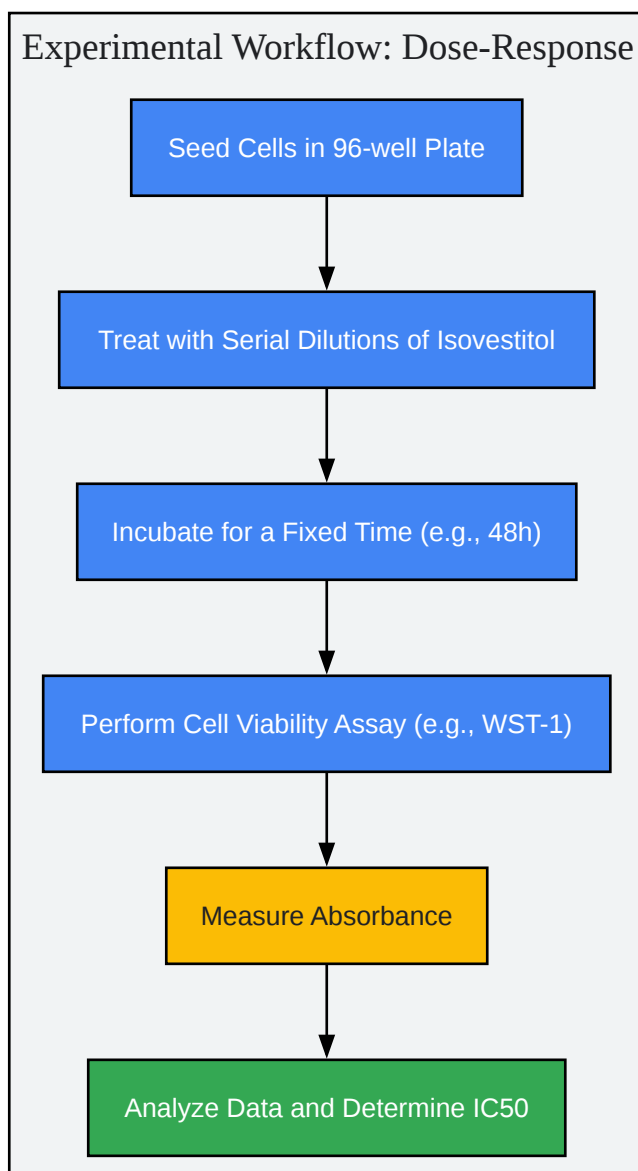 Experimental Workflow: Dose-Response
Seed Cells in 96-well Plate
Treat with Serial Dilutions of Isovestitol
Incubate for a Fixed Time (e.g., 48h)
Perform Cell Viability Assay (e.g., WST-1)
Measure Absorbance
Analyze Data and Determine IC50